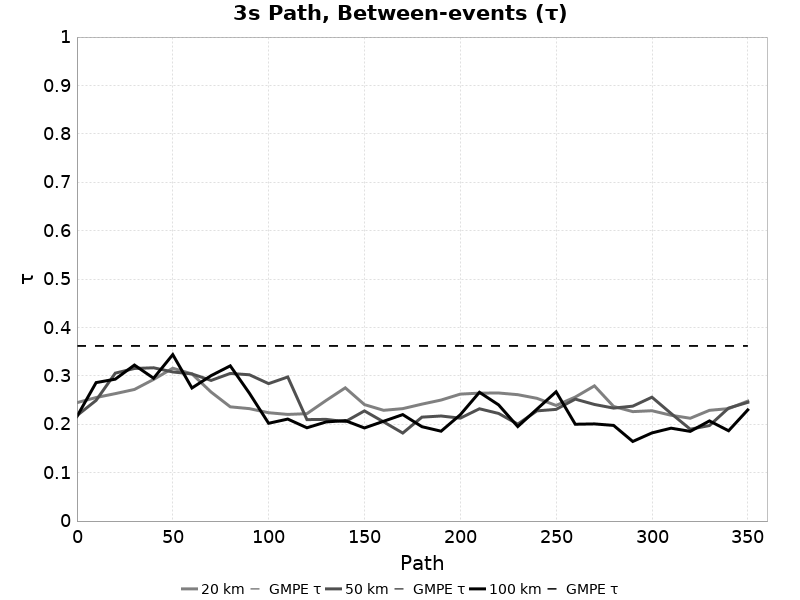 3s Path, Between-events (τ)
1
0.9
0.8
0.7
0.6
0.5
0.4
0.3
0.2
0.1
0
τ
0 50 100 150 200 250 300 350
Path
20 km GMPE τ 50 km GMPE τ 100 km GMPE τ